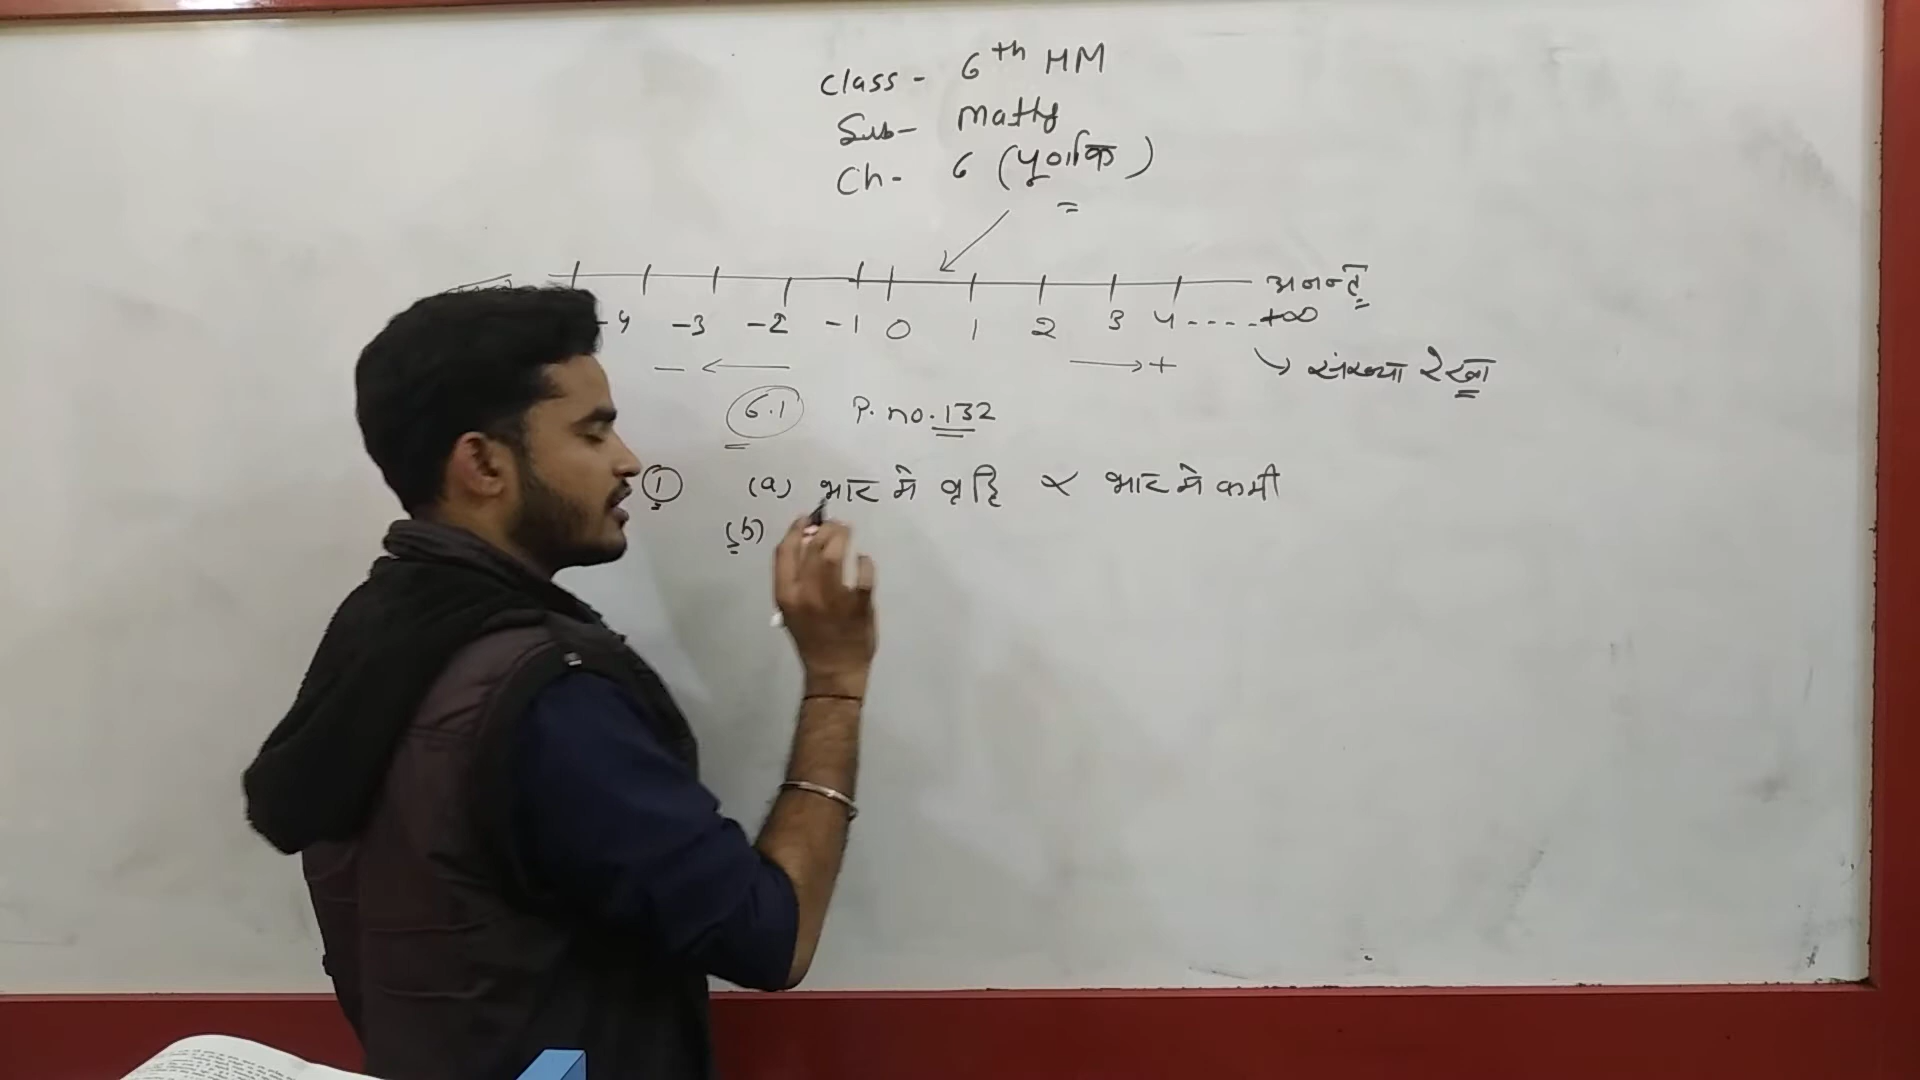 Class - 6th HM
Sub- Maths
Ch- 6 (पूर्णांक)
अनन्त
-4 -3 -2 -1 0 1 2 3 4 ---- +∞
- ← → + ↘ संख्या रेखा
6.1 P. no. 132
1 (a) भार में वृद्धि × भार में कमी
(b)